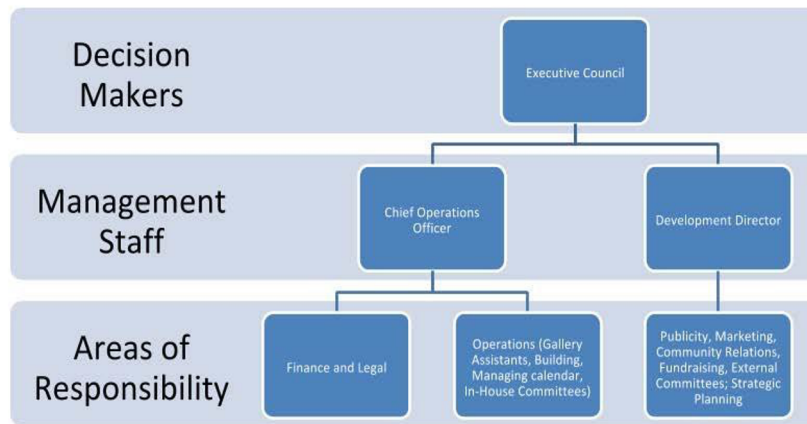 Decision
Makers
Executive Council
Management
Staff
Chief Operations
Officer
Development Director
Areas of
Responsibility
Finance and Legal
Operations (Gallery
Assistants, Building,
Managing calendar,
In-House Committees)
Publicity, Marketing,
Community Relations,
Fundraising, External
Committees; Strategic
Planning